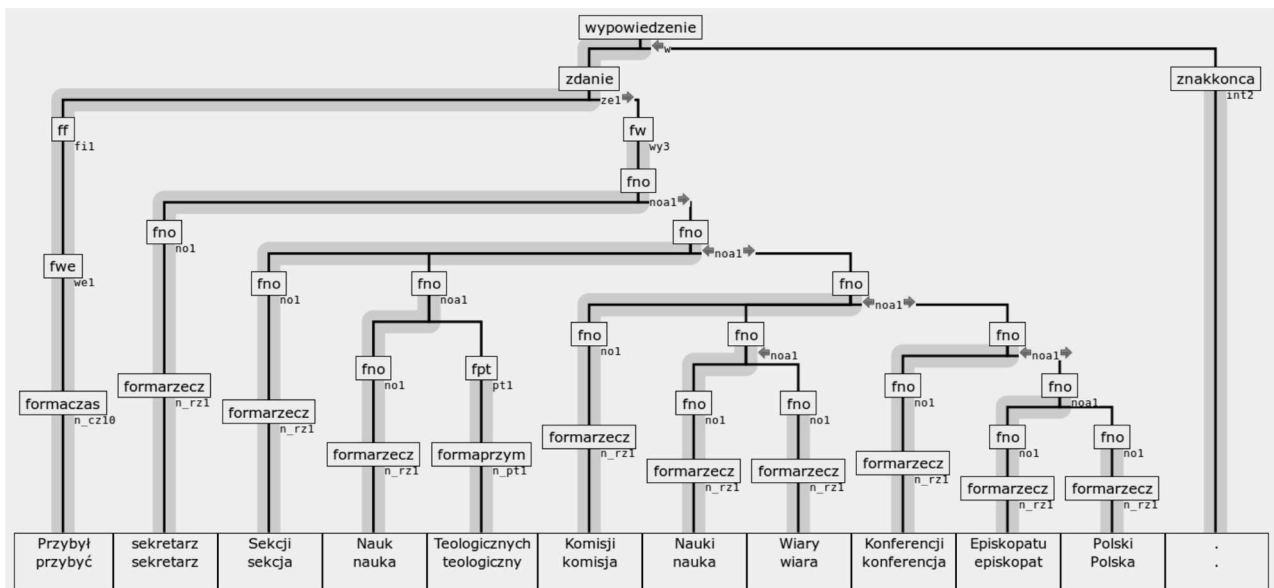 wypowiedzenie
w
zdanie
znakkonca
ze1
int2
ff
fw
fi1
wy3
fno
noa1
fno
fno
no1
noa1
fwe
we1
fno
fno
fno
no1
noa1
noa1
fno
fno
fno
no1
noa1
noa1
fno
fpt
fno
fno
no1
pt1
no1
noa1
formarzecz
n_rz1
formaczas
n_cz10
formarzecz
n_rz1
fno
fno
no1
no1
fno
fno
no1
no1
formarzecz
n_rz1
formarzecz
formaprzym
n_rz1
n_pt1
formarzecz
formarzecz
n_rz1
n_rz1
formarzecz
n_rz1
formarzecz
formarzecz
n_rz1
n_rz1
Przybył sekretarz Sekcji Nauk Teologicznych Komisji Nauki Wiary Konferencji Episkopatu Polski .
przybyć sekretarz sekcja nauka teologiczny komisja nauka wiara konferencja episkopat Polska .